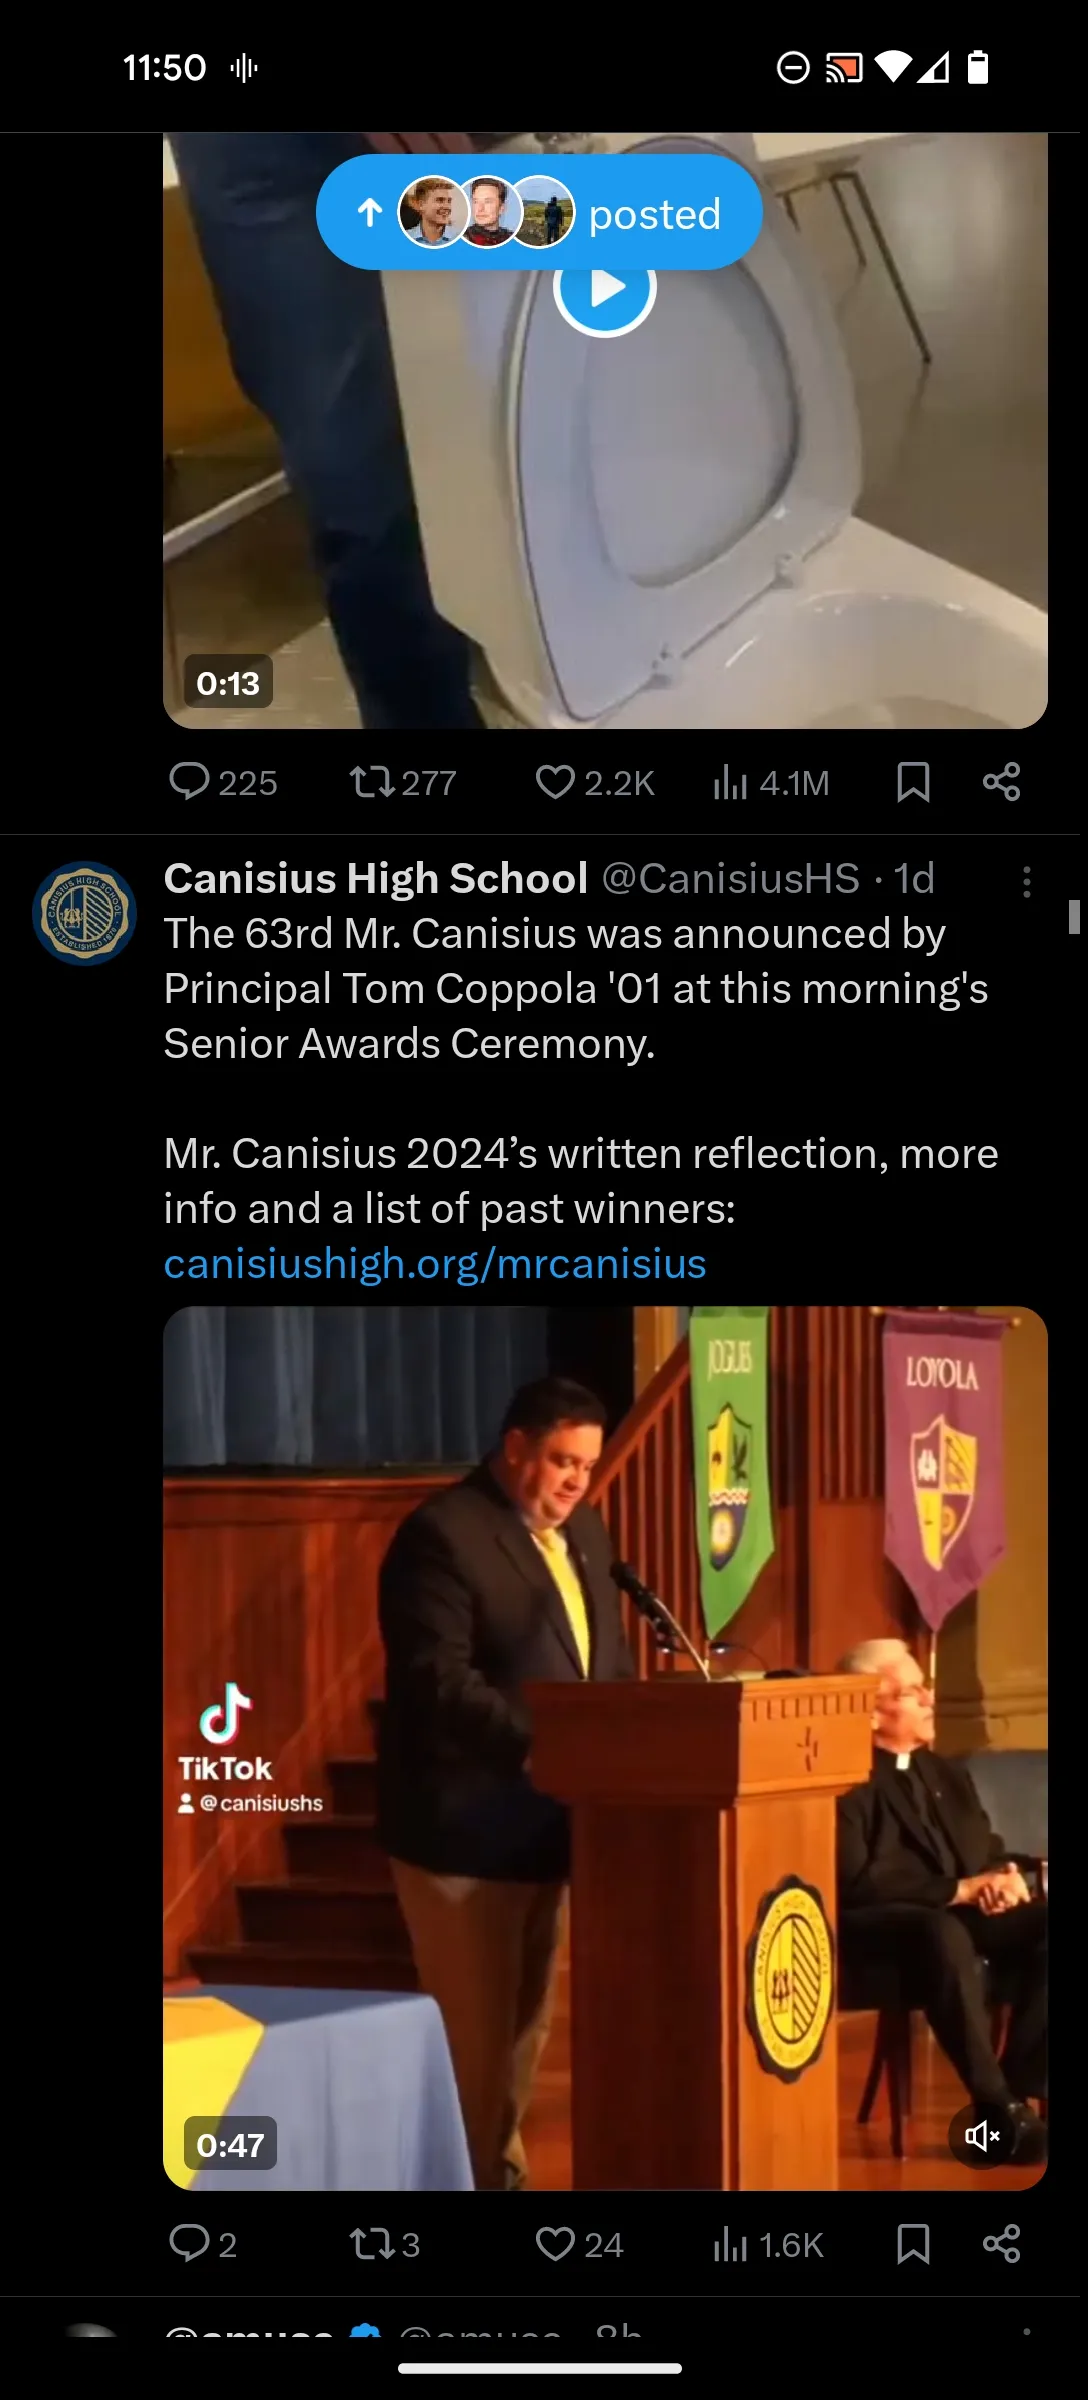 11:50
posted
0:13
225 277 2.2K 4.1M
Canisius High School @CanisiusHS · 1d
The 63rd Mr. Canisius was announced by
Principal Tom Coppola '01 at this morning's
Senior Awards Ceremony.
Mr. Canisius 2024’s written reflection, more
info and a list of past winners:
canisiushigh.org/mrcanisius
JOGUES
LOYOLA
TikTok
@canisiushs
CANISIUS HIGH SCHOOL
0:47
2 3 24 1.6K